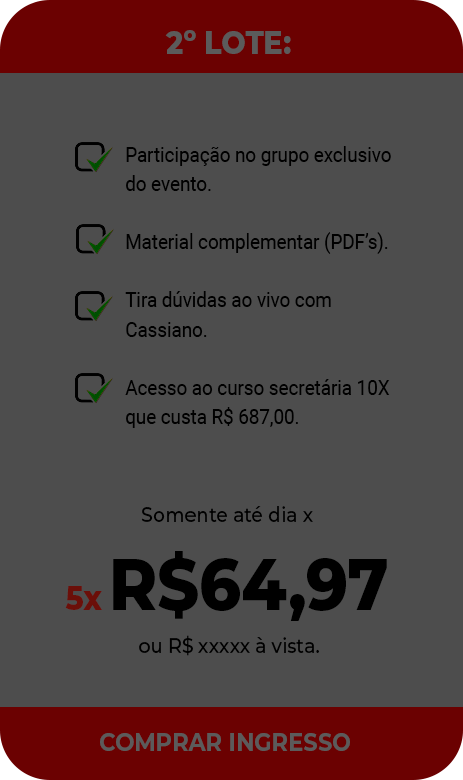 2º LOTE:
Participação no grupo exclusivo
do evento.
Material complementar (PDF’s).
Tira dúvidas ao vivo com
Cassiano.
Acesso ao curso secretária 10X
que custa R$ 687,00.
Somente até dia x
5x R$64,97
ou R$ xxxxx à vista.
COMPRAR INGRESSO